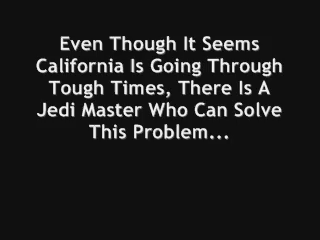 Even Though It Seems
California Is Going Through
Tough Times, There Is A
Jedi Master Who Can Solve
This Problem...